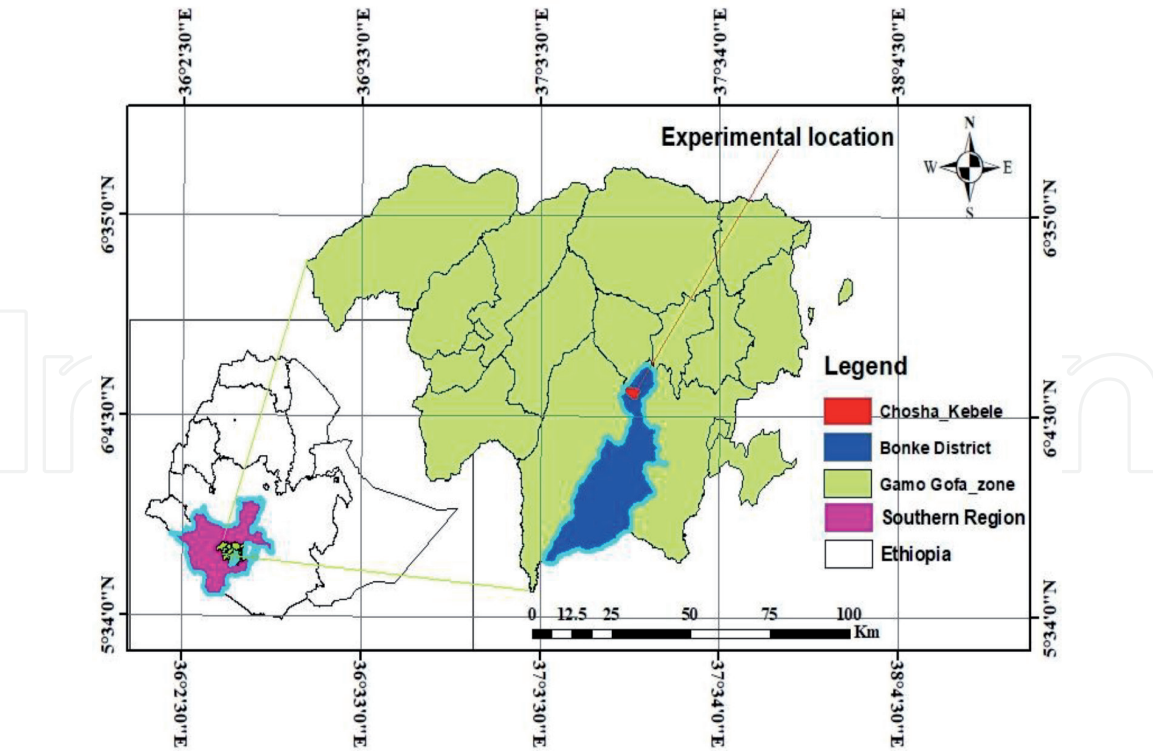 36°2'30"E
36°33'0"E
37°3'30"E
37°34'0"E
38°4'30"E
Experimental location
N
W
E
S
6°35'0"N
6°35'0"N
6°4'30"N
6°4'30"N
5°34'0"N
5°34'0"N
Legend
Chosha_Kebele
Bonke District
Gamo Gofa_zone
Southern Region
Ethiopia
0 12.5 25 50 75 100
Km
36°2'30"E
36°33'0"E
37°3'30"E
37°34'0"E
38°4'30"E